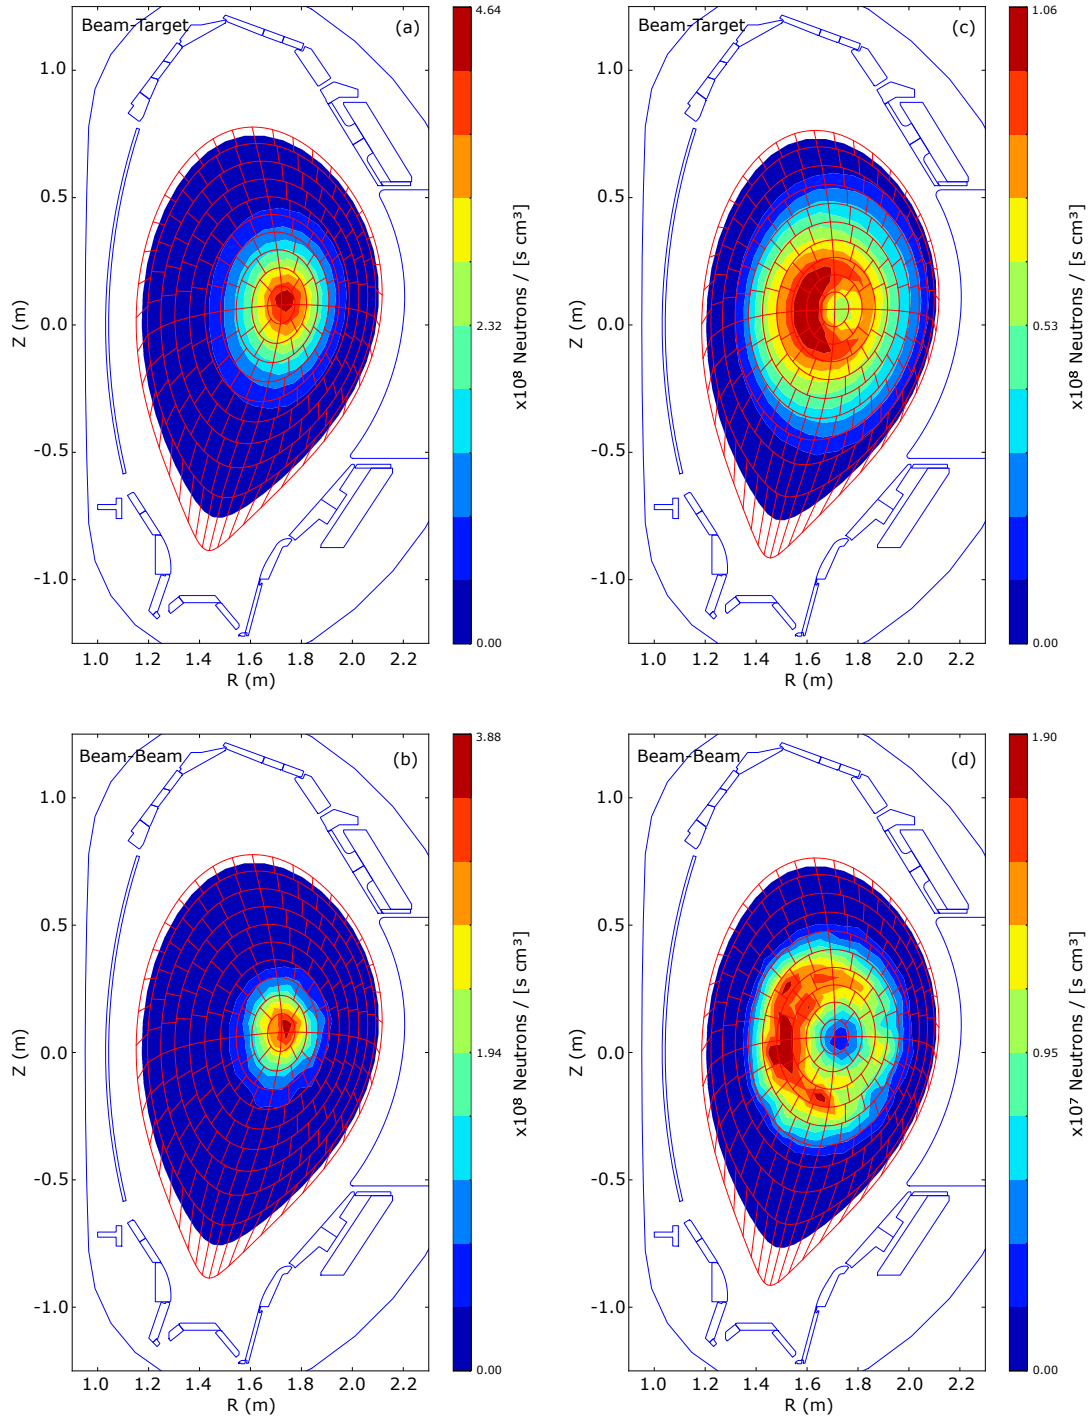 Beam-Target (a)
1.0
0.5
0.0
-0.5
-1.0
Z (m)
1.0 1.2 1.4 1.6 1.8 2.0 2.2
R (m)
4.64
2.32
0.00
x10⁸ Neutrons / [s cm³]
Beam-Target (c)
1.0
0.5
0.0
-0.5
-1.0
Z (m)
1.0 1.2 1.4 1.6 1.8 2.0 2.2
R (m)
1.06
0.53
0.00
x10⁸ Neutrons / [s cm³]
Beam-Beam (b)
1.0
0.5
0.0
-0.5
-1.0
Z (m)
1.0 1.2 1.4 1.6 1.8 2.0 2.2
R (m)
3.88
1.94
0.00
x10⁸ Neutrons / [s cm³]
Beam-Beam (d)
1.0
0.5
0.0
-0.5
-1.0
Z (m)
1.0 1.2 1.4 1.6 1.8 2.0 2.2
R (m)
1.90
0.95
0.00
x10⁷ Neutrons / [s cm³]